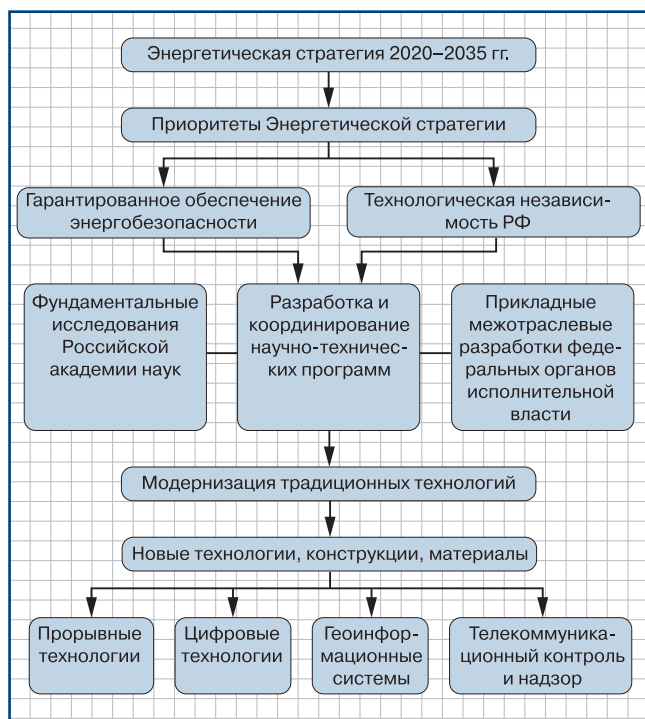 Энергетическая стратегия 2020–2035 гг.
Приоритеты Энергетической стратегии
Гарантированное обеспечение
энергобезопасности
Технологическая независи-
мость РФ
Фундаментальные
исследования
Российской
академии наук
Разработка и
координирование
научно-техничес-
ких программ
Прикладные
межотраслевые
разработки феде-
ральных органов
исполнительной
власти
Модернизация традиционных технологий
Новые технологии, конструкции, материалы
Прорывные
технологии
Цифровые
технологии
Геоинфор-
мационные
системы
Телекоммуника-
ционный контроль
и надзор